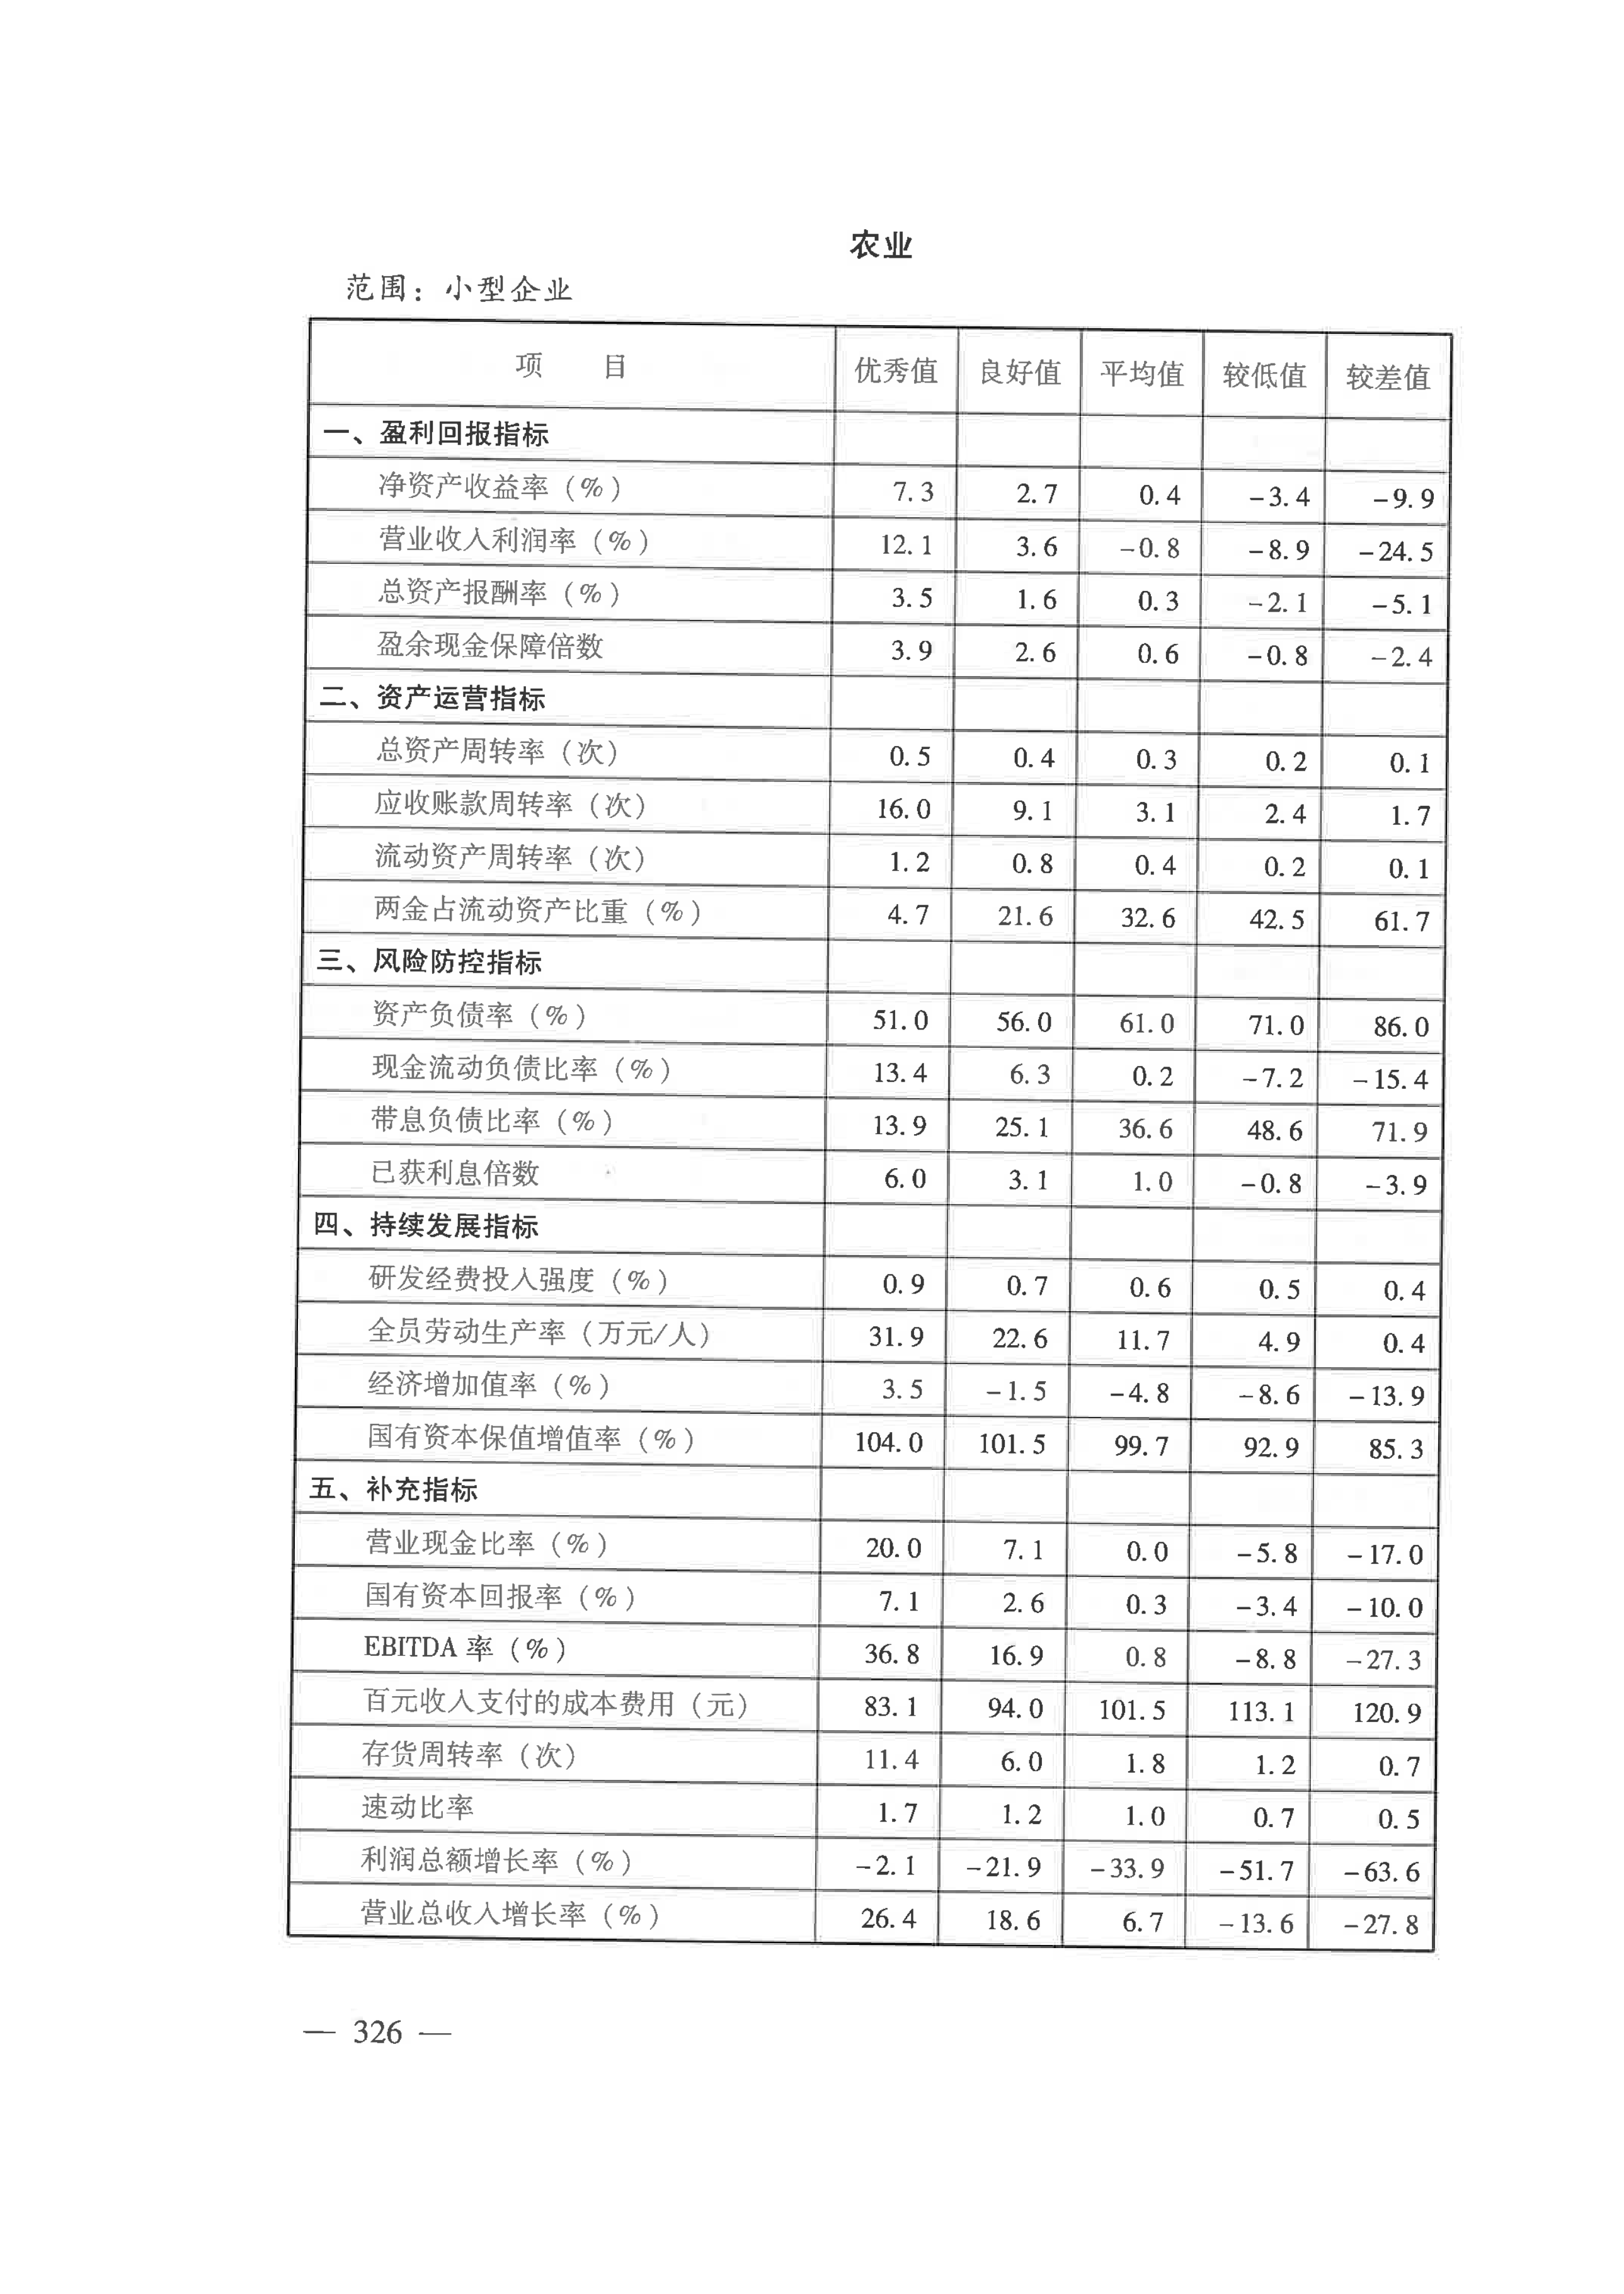 农业
范围：小型企业
项 目 优秀值 良好值 平均值 较低值 较差值
一、盈利回报指标
净资产收益率（%） 7.3 2.7 0.4 -3.4 -9.9
营业收入利润率（%） 12.1 3.6 -0.8 -8.9 -24.5
总资产报酬率（%） 3.5 1.6 0.3 -2.1 -5.1
盈余现金保障倍数 3.9 2.6 0.6 -0.8 -2.4
二、资产运营指标
总资产周转率（次） 0.5 0.4 0.3 0.2 0.1
应收账款周转率（次） 16.0 9.1 3.1 2.4 1.7
流动资产周转率（次） 1.2 0.8 0.4 0.2 0.1
两金占流动资产比重（%） 4.7 21.6 32.6 42.5 61.7
三、风险防控指标
资产负债率（%） 51.0 56.0 61.0 71.0 86.0
现金流动负债比率（%） 13.4 6.3 0.2 -7.2 -15.4
带息负债比率（%） 13.9 25.1 36.6 48.6 71.9
已获利息倍数 6.0 3.1 1.0 -0.8 -3.9
四、持续发展指标
研发经费投入强度（%） 0.9 0.7 0.6 0.5 0.4
全员劳动生产率（万元/人） 31.9 22.6 11.7 4.9 0.4
经济增加值率（%） 3.5 -1.5 -4.8 -8.6 -13.9
国有资本保值增值率（%） 104.0 101.5 99.7 92.9 85.3
五、补充指标
营业现金比率（%） 20.0 7.1 0.0 -5.8 -17.0
国有资本回报率（%） 7.1 2.6 0.3 -3.4 -10.0
EBITDA 率（%） 36.8 16.9 0.8 -8.8 -27.3
百元收入支付的成本费用（元） 83.1 94.0 101.5 113.1 120.9
存货周转率（次） 11.4 6.0 1.8 1.2 0.7
速动比率 1.7 1.2 1.0 0.7 0.5
利润总额增长率（%） -2.1 -21.9 -33.9 -51.7 -63.6
营业总收入增长率（%） 26.4 18.6 6.7 -13.6 -27.8
— 326 —